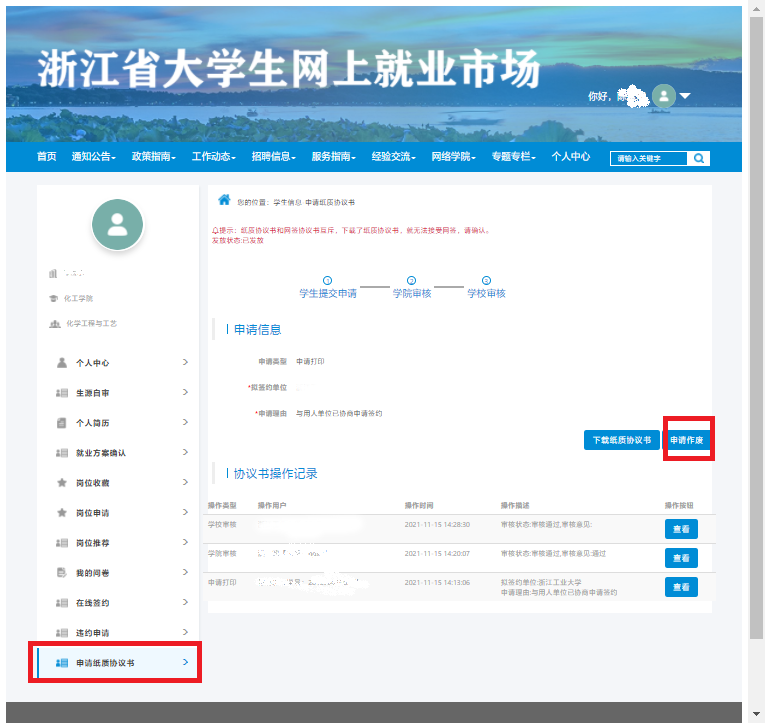 浙江省大学生网上就业市场
你好，
首页 通知公告 政策指南 工作动态 招聘信息 服务指南 经验交流 网络学院 专题专栏 个人中心 请输入关键字
您的位置：学生信息 申请纸质协议书
提示：纸质协议书和网签协议书互斥，下载了纸质协议书，就无法接受网签，请确认。
发放状态:已发放
化工学院
化学工程与工艺
个人中心
生源自审
个人简历
就业方案确认
岗位收藏
岗位申请
岗位推荐
我的问卷
在线签约
违约申请
申请纸质协议书
1 2 3
学生提交申请 学院审核 学校审核
申请信息
申请类型 申请打印
*拟签约单位
*申请理由 与用人单位已协商申请签约
下载纸质协议书 申请作废
协议书操作记录
操作类型 操作用户 操作时间 操作描述 操作按钮
学校审核 2021-11-15 14:28:30 审核状态:审核通过,审核意见: 查看
学院审核 2021-11-15 14:20:07 审核状态:审核通过,审核意见:通过 查看
申请打印 2021-11-15 14:13:06 拟签约单位:浙江工业大学 查看
申请理由:与用人单位已协商申请签约